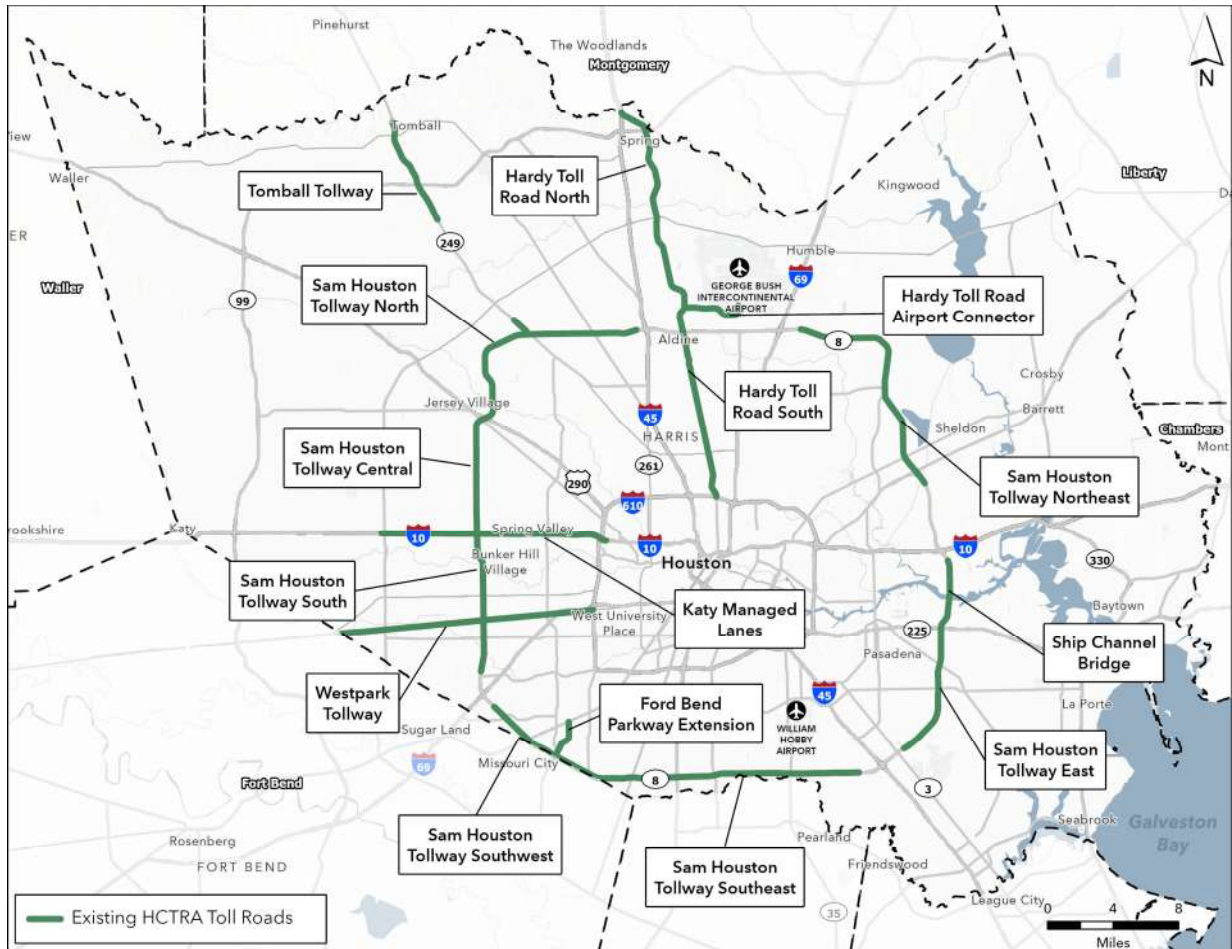 Pinehurst
The Woodlands
Montgomery
N
Tomball
Spring
iew
Waller
Tomball Tollway
Hardy Toll
Road North
Kingwood
Liberty
Da
ER
249
Humble
69
Waller
99
Sam Houston
Tollway North
GEORGE BUSH
INTERCONTINENTAL
AIRPORT
Hardy Toll Road
Airport Connector
Aldine
8
Crosby
Jersey Village
Hardy Toll
Road South
Barrett
45
HARRIS
Sheldon
Chambers
Mont
Sam Houston
Tollway Central
261
290
Sam Houston
Tollway Northeast
610
rookshire
Katy
10
Spring Valley
10
10
Bunker Hill
Village
Houston
330
Sam Houston
Tollway South
Katy Managed
Lanes
Baytown
West University
Place
225
Pasadena
Ship Channel
Bridge
Westpark
Tollway
Ford Bend
Parkway Extension
45
La Porte
Sugar Land
WILLIAM
HOBBY
AIRPORT
69
Missouri City
Sam Houston
Tollway East
Fort Bend
8
3
Seabrook
Galveston
Bay
Rosenberg
Sam Houston
Tollway Southwest
Pearland
FORT BEND
Sam Houston
Tollway Southeast
Friendswood
League City
Existing HCTRA Toll Roads
35
0 4 8
Miles